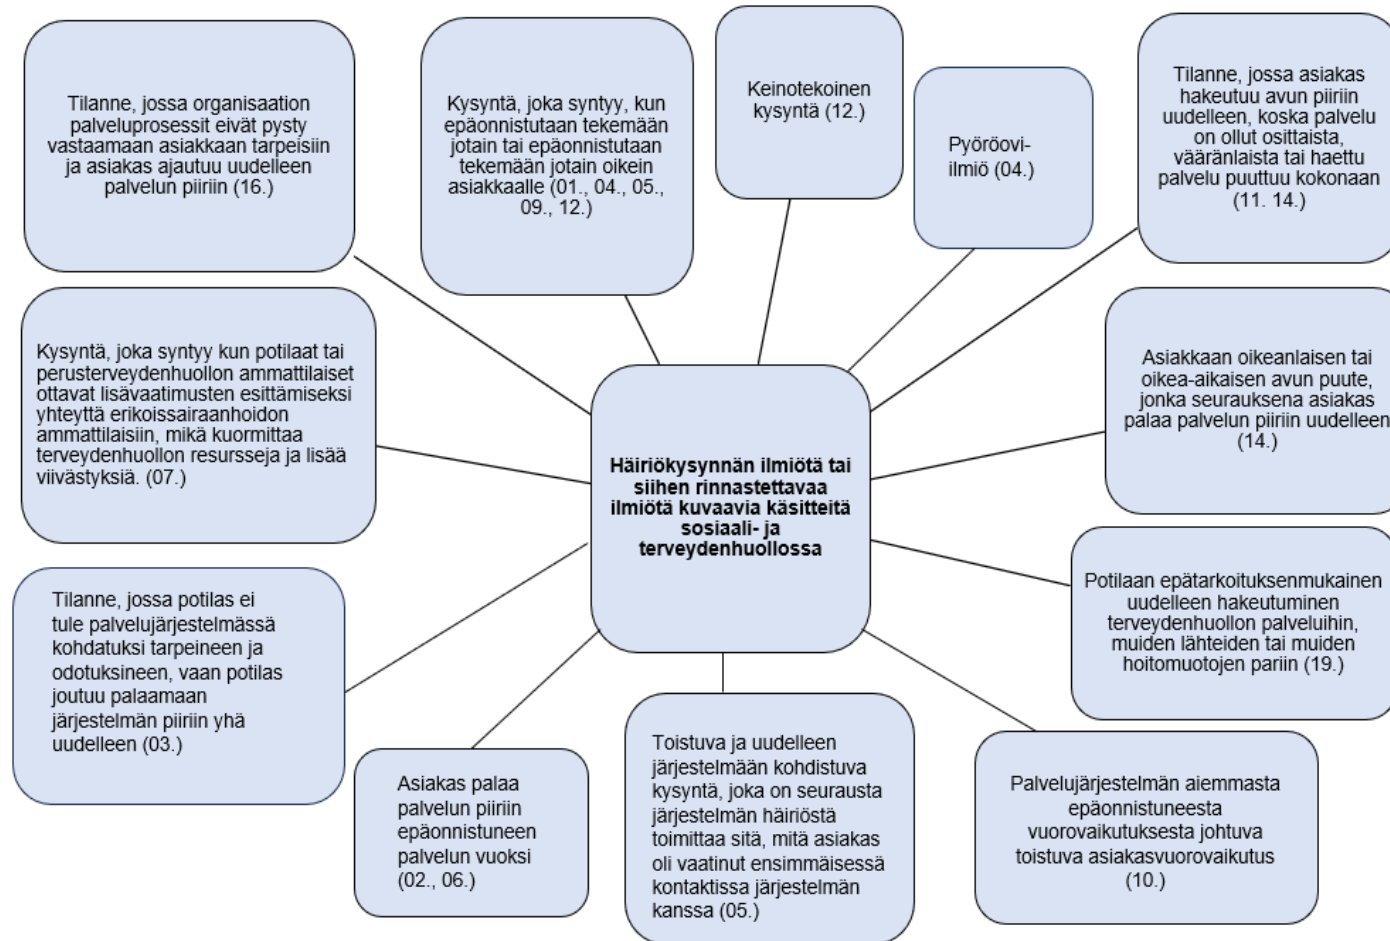 Tilanne, jossa organisaation
palveluprosessit eivät pysty
vastaamaan asiakkaan tarpeisiin
ja asiakas ajautuu uudelleen
palvelun piiriin (16.)
Kysyntä, joka syntyy, kun
epäonnistutaan tekemään
jotain tai epäonnistutaan
tekemään jotain oikein
asiakkaalle (01., 04., 05.,
09., 12.)
Keinotekoinen
kysyntä (12.)
Pyöröovi-
ilmiö (04.)
Tilanne, jossa asiakas
hakeutuu avun piiriin
uudelleen, koska palvelu
on ollut osittaista,
vääränlaista tai haettu
palvelu puuttuu kokonaan
(11. 14.)
Kysyntä, joka syntyy kun potilaat tai
perusterveydenhuollon ammattilaiset
ottavat lisävaatimusten esittämiseksi
yhteyttä erikoissairaanhoidon
ammattilaisiin, mikä kuormittaa
terveydenhuollon resursseja ja lisää
viivästyksiä. (07.)
Asiakkaan oikeanlaisen tai
oikea-aikaisen avun puute,
jonka seurauksena asiakas
palaa palvelun piiriin uudelleen
(14.)
Häiriökysynnän ilmiötä tai
siihen rinnastettavaa
ilmiötä kuvaavia käsitteitä
sosiaali- ja
terveydenhuollossa
Potilaan epätarkoituksenmukainen
uudelleen hakeutuminen
terveydenhuollon palveluihin,
muiden lähteiden tai muiden
hoitomuotojen pariin (19.)
Tilanne, jossa potilas ei
tule palvelujärjestelmässä
kohdatuksi tarpeineen ja
odotuksineen, vaan potilas
joutuu palaamaan
järjestelmän piiriin yhä
uudelleen (03.)
Asiakas palaa
palvelun piiriin
epäonnistuneen
palvelun vuoksi
(02., 06.)
Toistuva ja uudelleen
järjestelmään kohdistuva
kysyntä, joka on seurausta
järjestelmän häiriöstä
toimittaa sitä, mitä asiakas
oli vaatinut ensimmäisessä
kontaktissa järjestelmän
kanssa (05.)
Palvelujärjestelmän aiemmasta
epäonnistuneesta
vuorovaikutuksesta johtuva
toistuva asiakasvuorovaikutus
(10.)